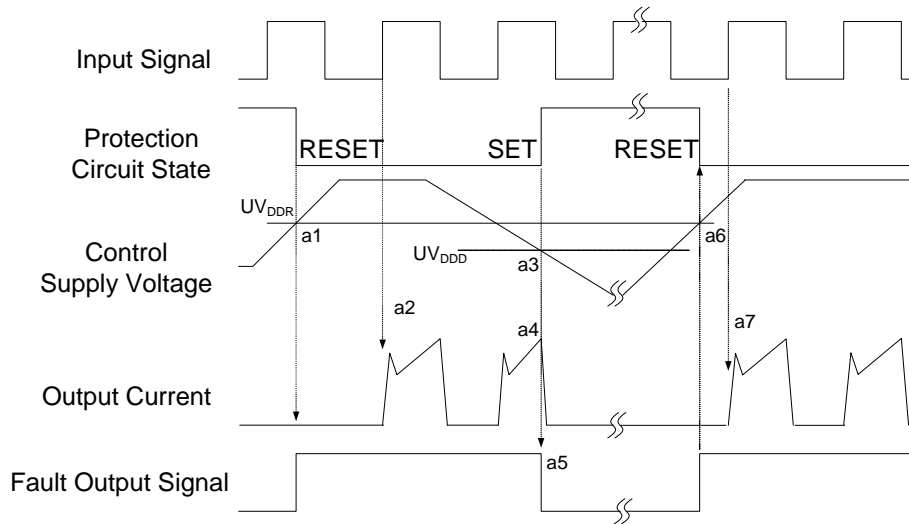 Input Signal
Protection
Circuit State
RESET
SET
RESET
UVDDR
a1
a6
Control
Supply Voltage
UVDDD
a3
a2
a4
a7
Output Current
a5
Fault Output Signal